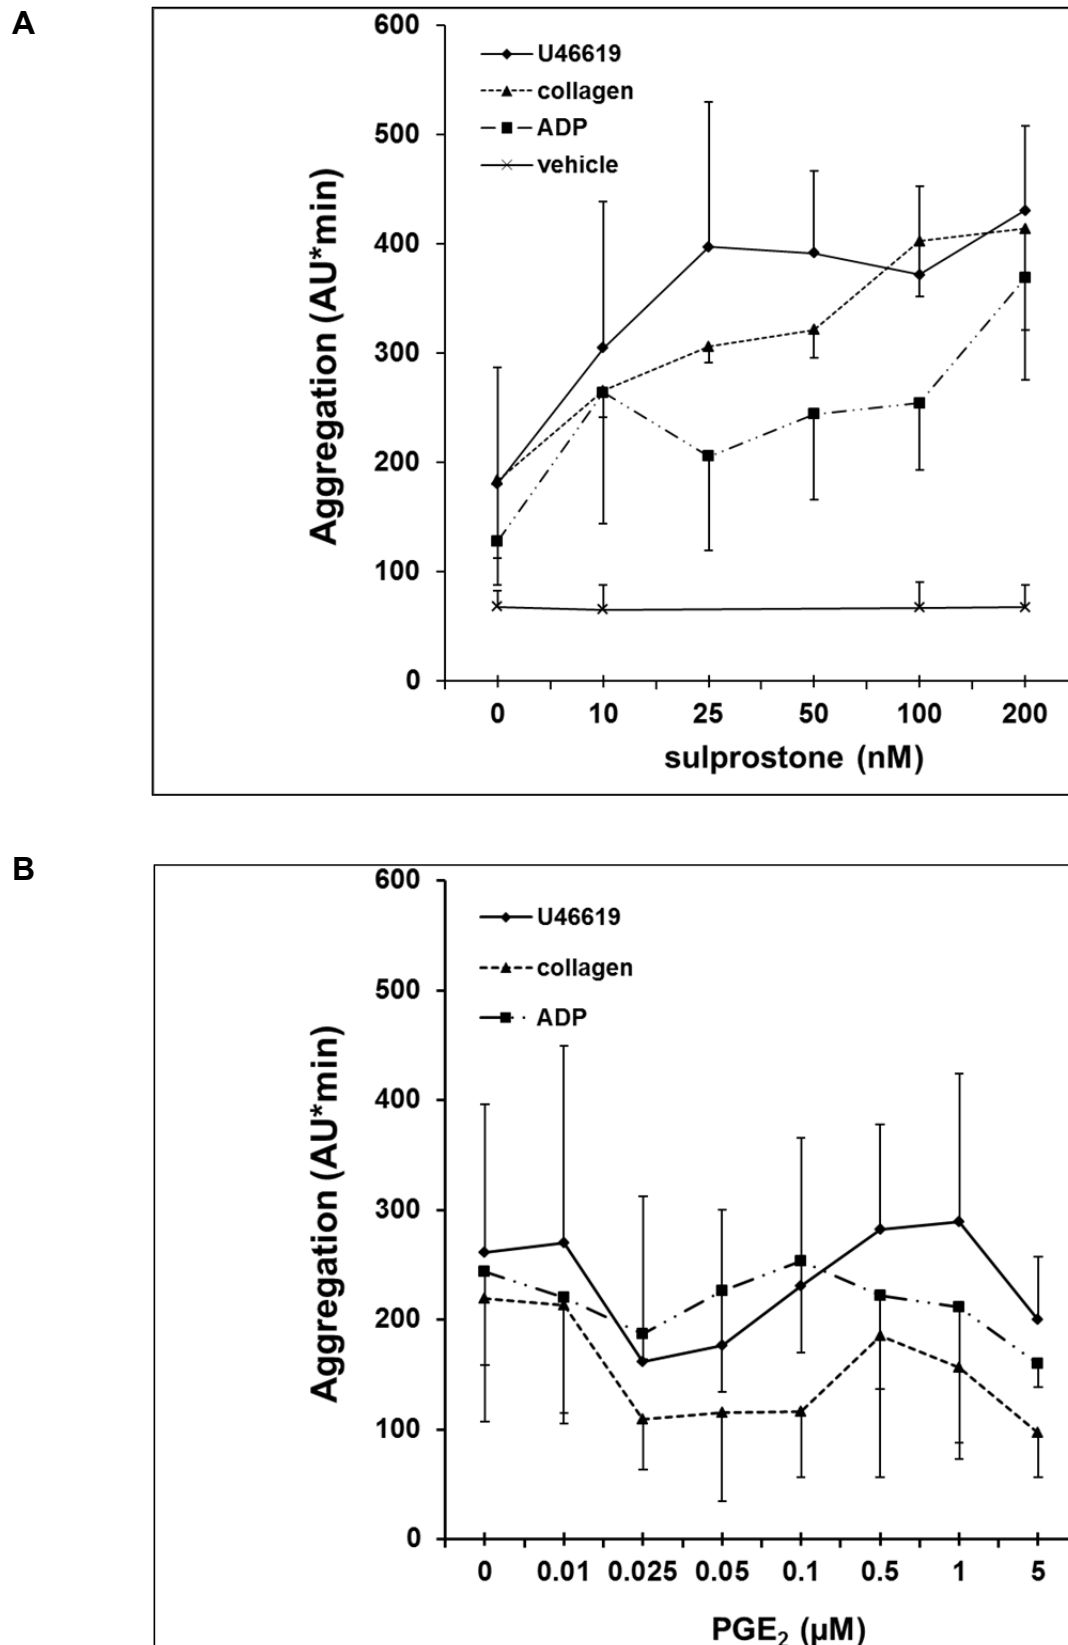 A
600
500
400
300
200
100
0
Aggregation (AU*min)
U46619
collagen
ADP
vehicle
0 10 25 50 100 200
sulprostone (nM)
B
600
500
400
300
200
100
0
Aggregation (AU*min)
U46619
collagen
ADP
0 0.01 0.025 0.05 0.1 0.5 1 5
PGE₂ (µM)